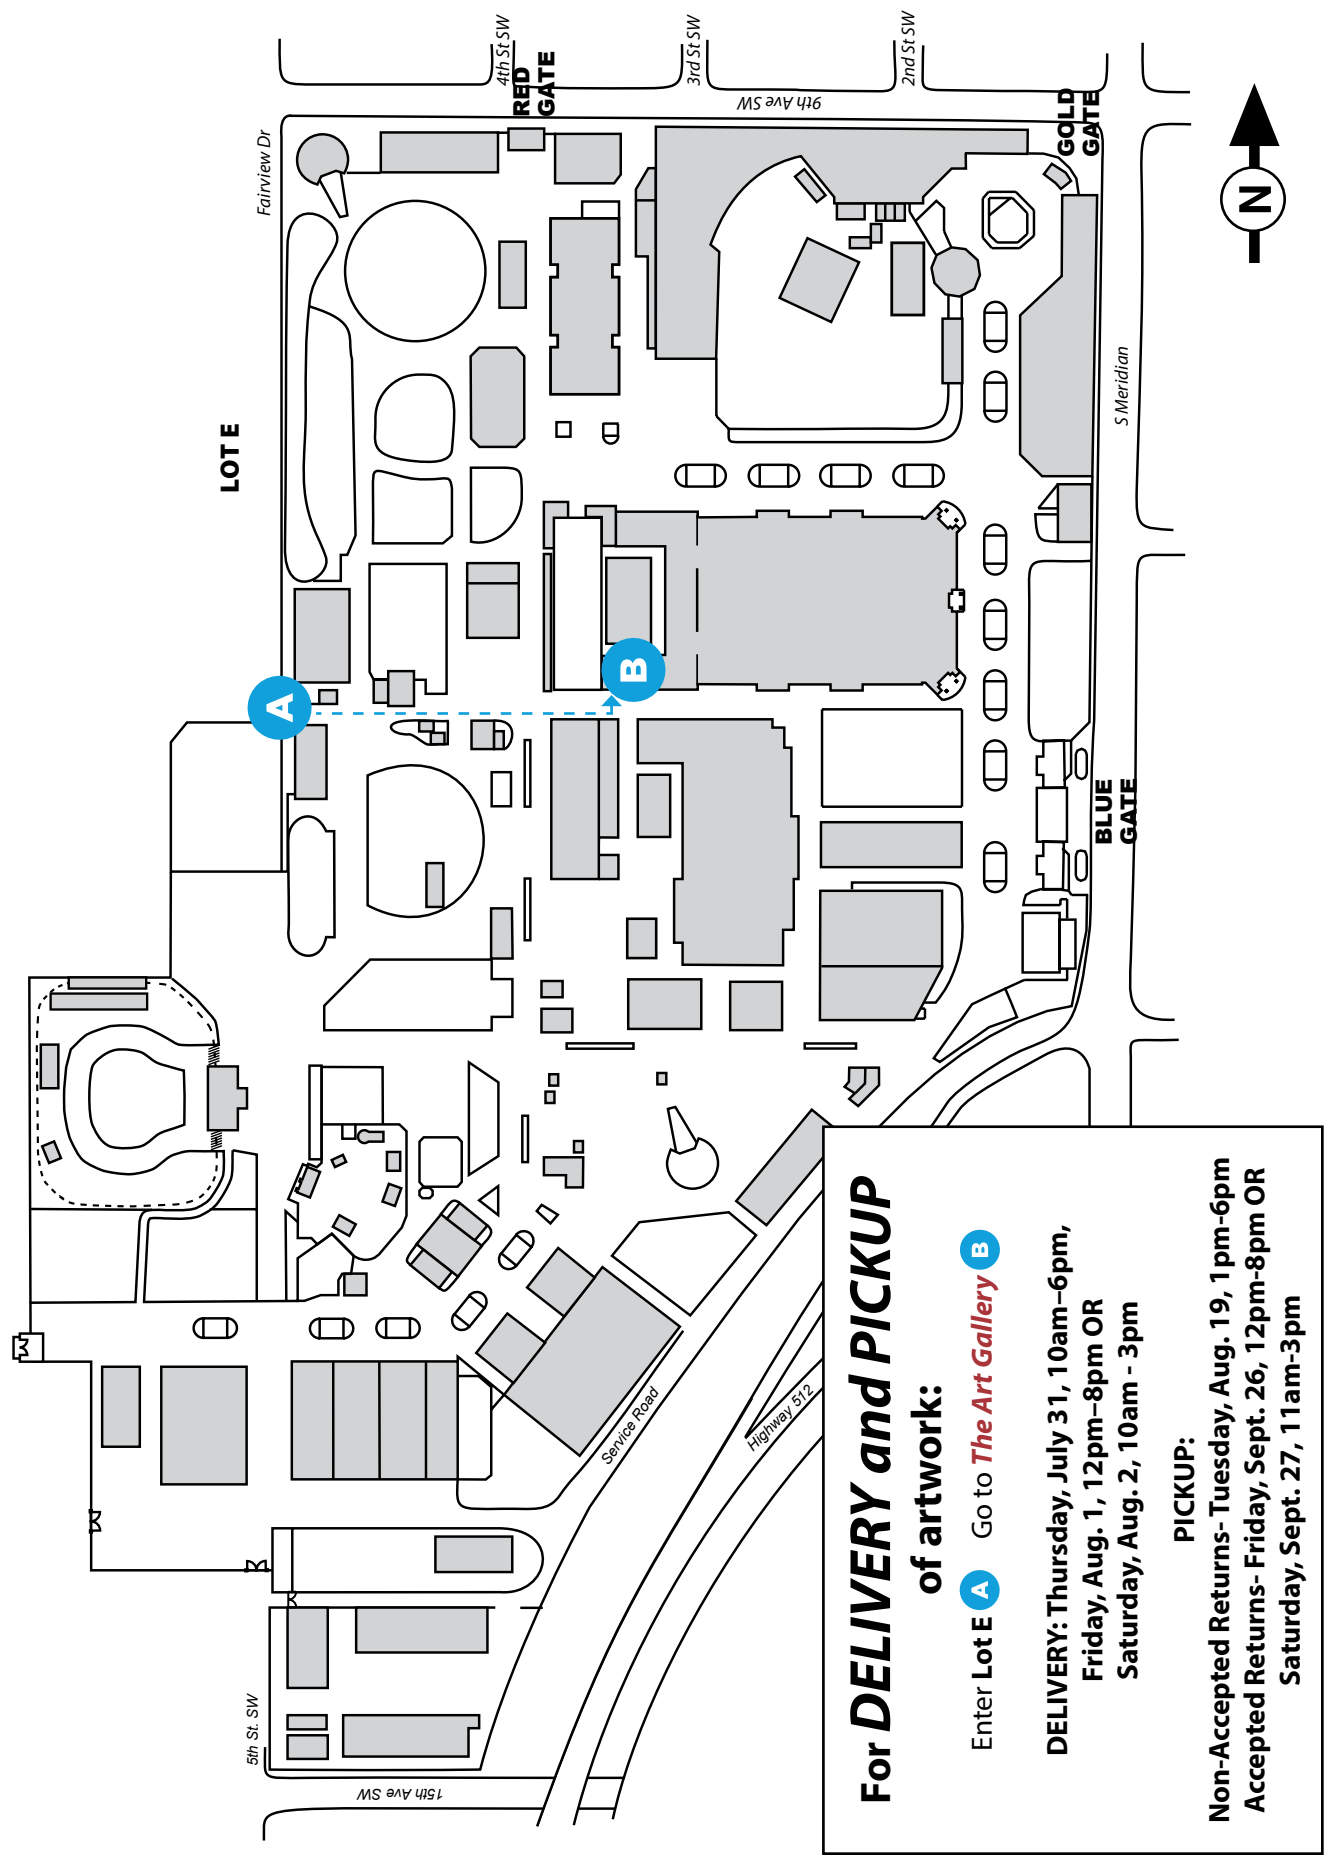 4th St SW
3rd St SW
2nd St SW
RED
GATE
9th Ave SW
GOLD
GATE
Fairview Dr
N
LOT E
S Meridian
A
B
BLUE
GATE
Service Road
Highway 512
5th St. SW
15th Ave SW
For DELIVERY and PICKUP
of artwork:
Enter Lot E A Go to The Art Gallery B
DELIVERY: Thursday, July 31, 10am–6pm,
Friday, Aug. 1, 12pm–8pm OR
Saturday, Aug. 2, 10am - 3pm
PICKUP:
Non-Accepted Returns- Tuesday, Aug. 19, 1pm-6pm
Accepted Returns- Friday, Sept. 26, 12pm-8pm OR
Saturday, Sept. 27, 11am-3pm